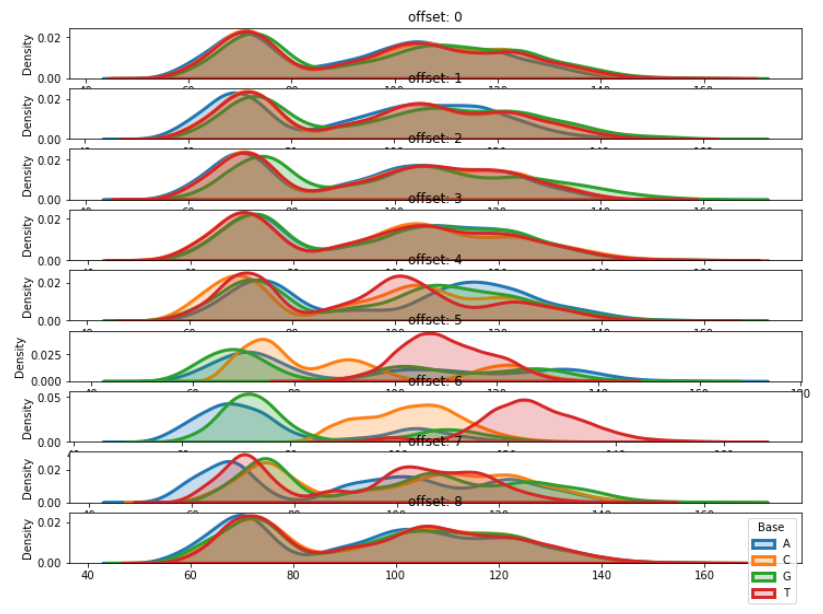 offset: 0
Density
0.02
0.00
offset: 1
Density
0.02
0.00
offset: 2
Density
0.02
0.00
offset: 3
Density
0.02
0.00
offset: 4
Density
0.02
0.00
offset: 5
Density
0.025
0.000
offset: 6
Density
0.05
0.00
offset: 7
Density
0.02
0.00
offset: 8
Density
0.02
0.00
40 60 80 100 120 140 160
Base
A
C
G
T